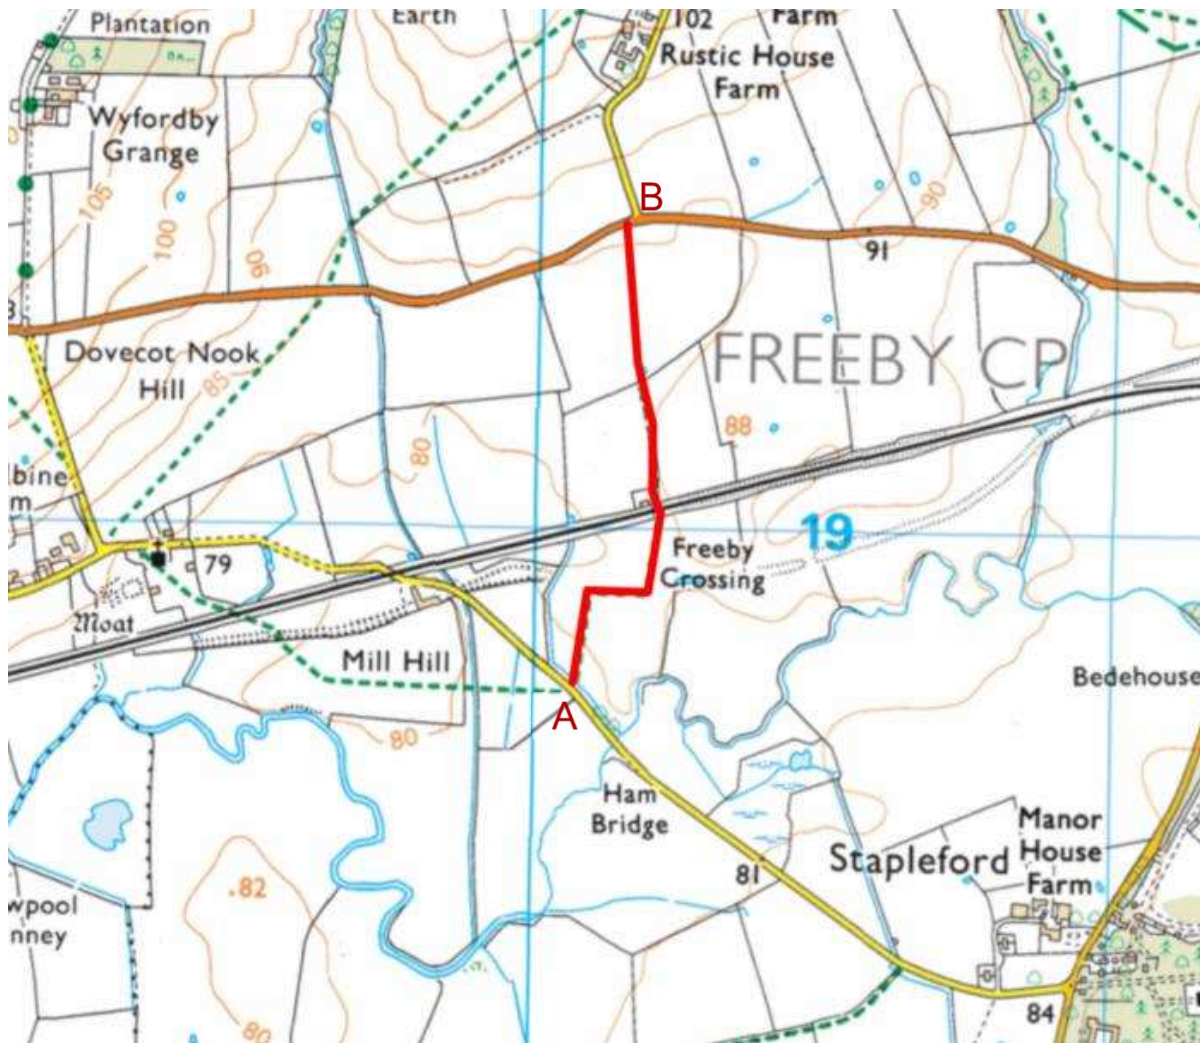 Plantation
Earth
102
Farm
Rustic House
Farm
Wyfordby
Grange
105
100
90
B
90
91
Dovecot Nook
Hill
85
FREEBY CP
80
88
79
19
Freeby
Crossing
Moat
Mill Hill
A
80
Bedehouse
Ham
Bridge
Manor
House
Farm
Stapleford
81
.82
80
84